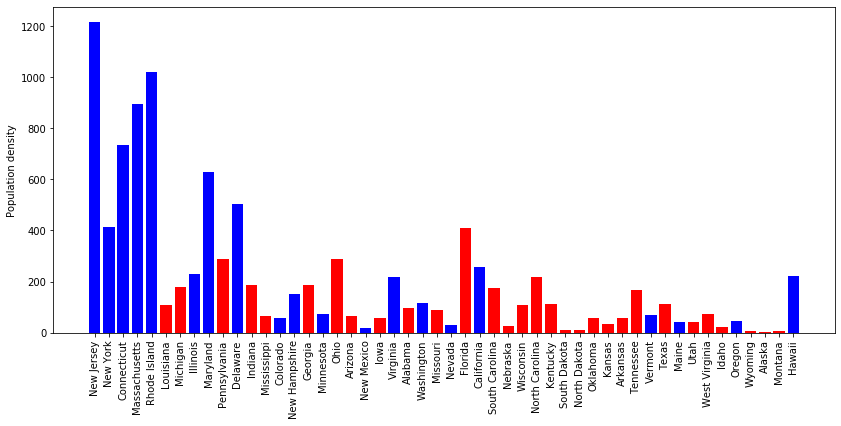 Population density
1200
1000
800
600
400
200
0
New Jersey
New York
Connecticut
Massachusetts
Rhode Island
Louisiana
Michigan
Illinois
Maryland
Pennsylvania
Delaware
Indiana
Mississippi
Colorado
New Hampshire
Georgia
Minnesota
Ohio
Arizona
New Mexico
Iowa
Virginia
Alabama
Washington
Missouri
Nevada
Florida
California
South Carolina
Nebraska
Wisconsin
North Carolina
Kentucky
South Dakota
North Dakota
Oklahoma
Kansas
Arkansas
Tennessee
Vermont
Texas
Maine
Utah
West Virginia
Idaho
Oregon
Wyoming
Alaska
Montana
Hawaii